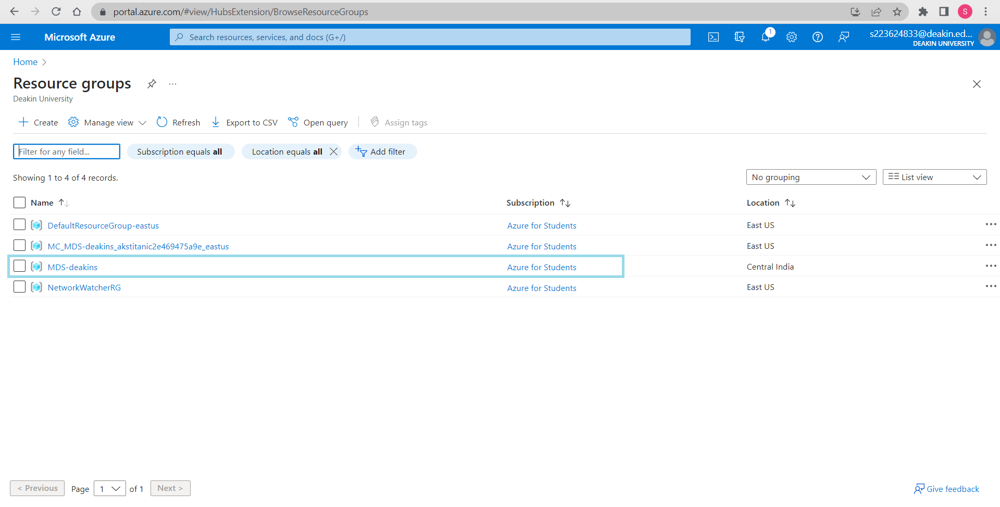 portal.azure.com/#view/HubsExtension/BrowseResourceGroups
S
Microsoft Azure
Search resources, services, and docs (G+/)
1
s223624833@deakin.ed...
DEAKIN UNIVERSITY
Home
Resource groups
...
Deakin University
Create
Manage view
Refresh
Export to CSV
Open query
Assign tags
Filter for any field...
Subscription equals all
Location equals all
Add filter
Showing 1 to 4 of 4 records.
No grouping
List view
Name
Subscription
Location
DefaultResourceGroup-eastus Azure for Students East US
MC_MDS-deakins_akstitanic2e469475a9e_eastus Azure for Students East US
MDS-deakins Azure for Students Central India
NetworkWatcherRG Azure for Students East US
< Previous
Page 1 of 1
Next >
Give feedback